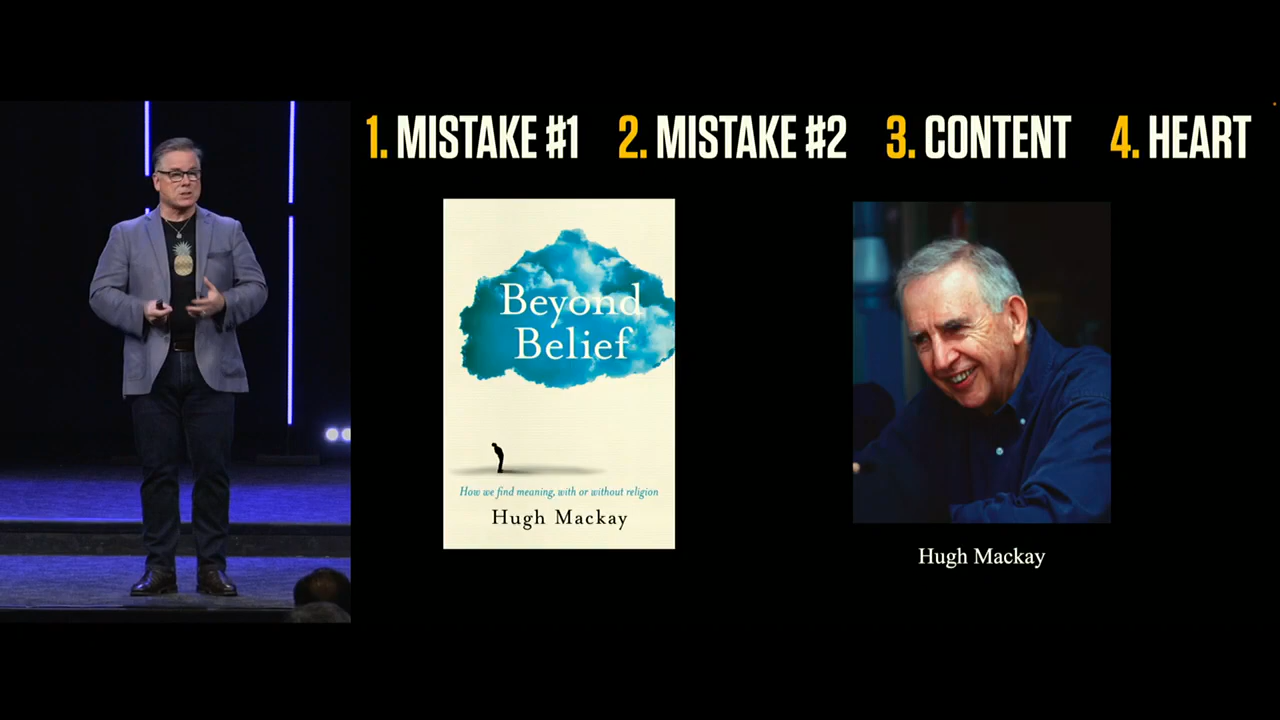 1. MISTAKE #1 2. MISTAKE #2 3. CONTENT 4. HEART
Beyond
Belief
How we find meaning, with or without religion
Hugh Mackay
Hugh Mackay